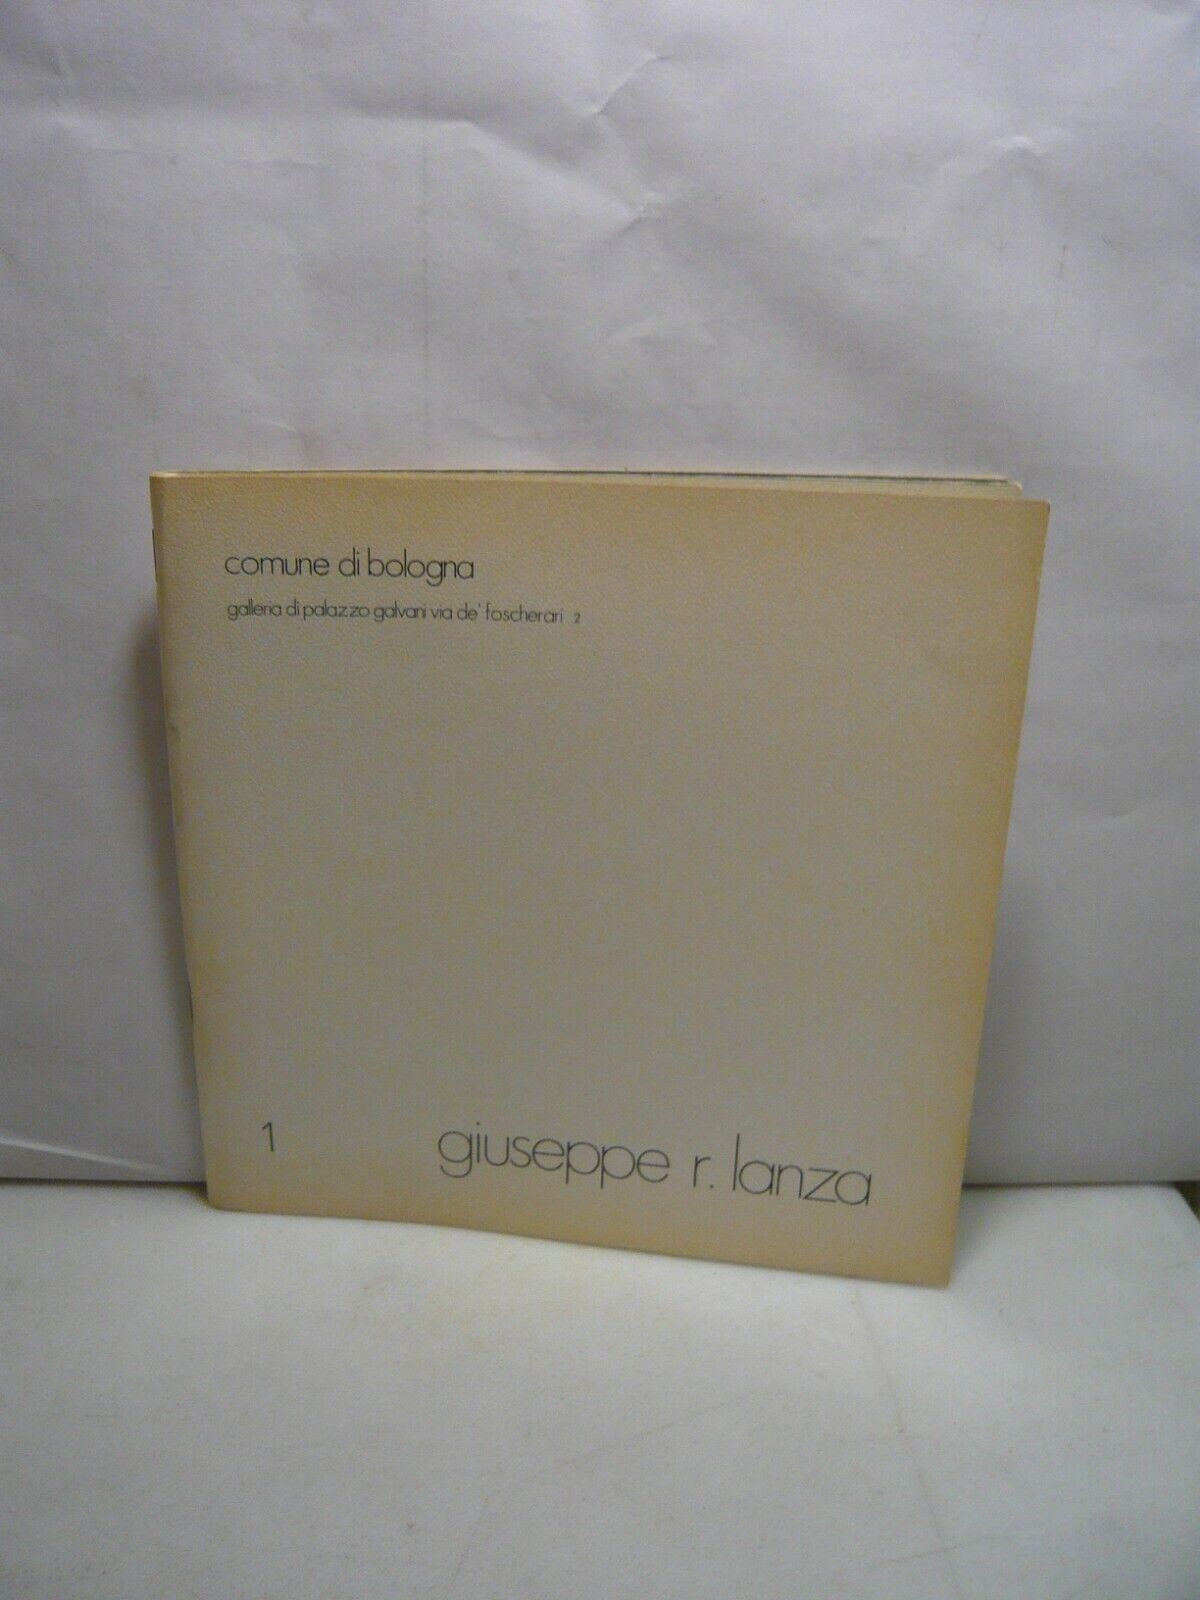 comune di bologna
galleria di palazzo galvani via de' foscherari 2
1 giuseppe r. lanza